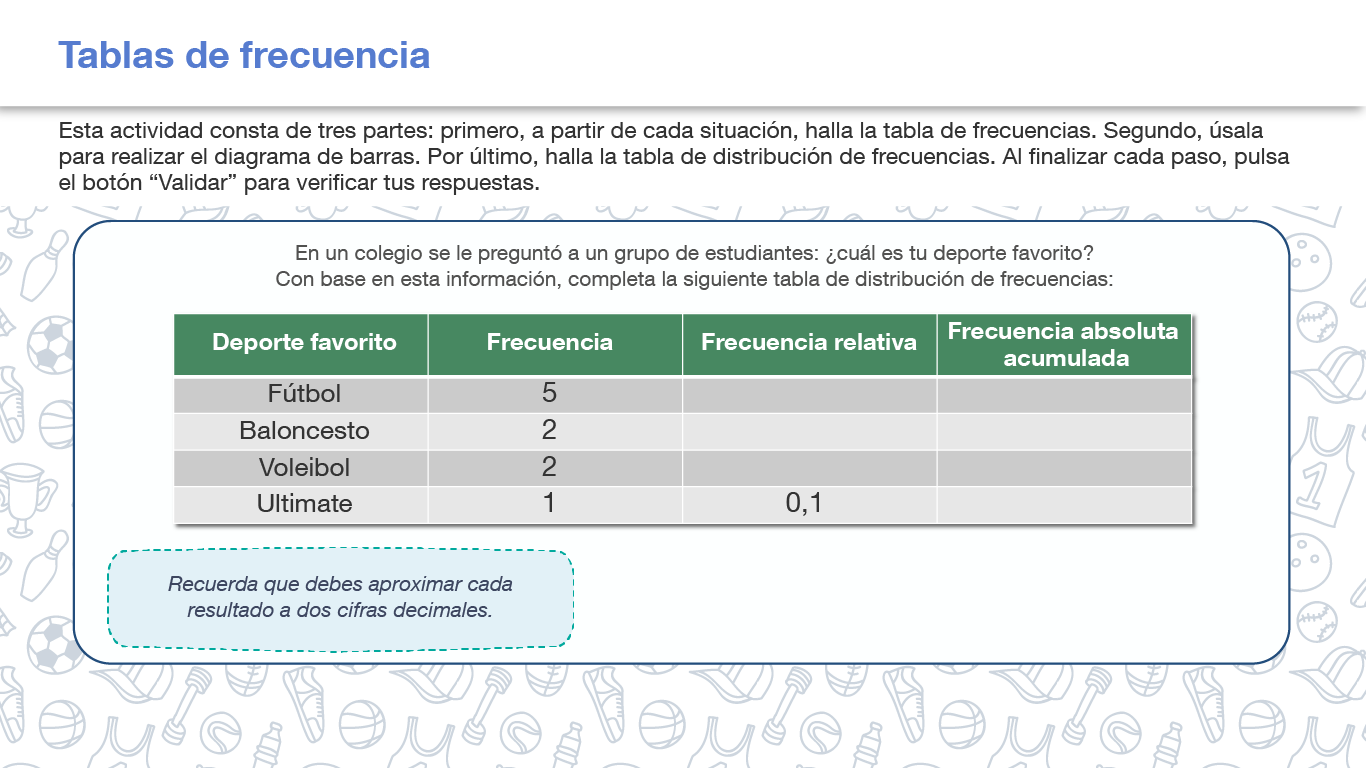 Tablas de frecuencia
Esta actividad consta de tres partes: primero, a partir de cada situación, halla la tabla de frecuencias. Segundo, úsala
para realizar el diagrama de barras. Por último, halla la tabla de distribución de frecuencias. Al finalizar cada paso, pulsa
el botón “Validar” para verificar tus respuestas.
En un colegio se le preguntó a un grupo de estudiantes: ¿cuál es tu deporte favorito?
Con base en esta información, completa la siguiente tabla de distribución de frecuencias:
Deporte favorito Frecuencia Frecuencia relativa Frecuencia absoluta
acumulada
Fútbol 5
Baloncesto 2
Voleibol 2
Ultimate 1 0,1
Recuerda que debes aproximar cada
resultado a dos cifras decimales.
1